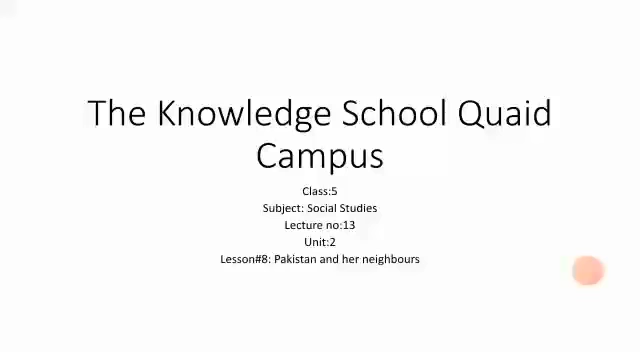 The Knowledge School Quaid
Campus
Class:5
Subject: Social Studies
Lecture no:13
Unit:2
Lesson#8: Pakistan and her neighbours